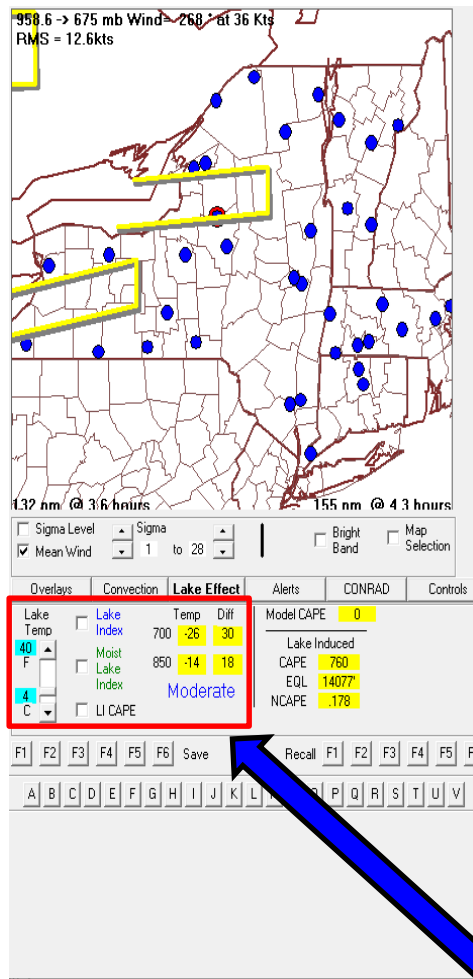 958.6 -> 675 mb Wind= 268 ° at 36 Kts
RMS = 12.6kts
132 nm @ 3.6 hours 155 nm @ 4.3 hours
Sigma Level Sigma Bright Band Map Selection
Mean Wind 1 to 28
Overlays Convection Lake Effect Alerts CONRAD Controls
Lake Temp Lake Index Temp Diff Model CAPE 0
700 -26 30
40 F Moist Lake Index 850 -14 18 Lake Induced
CAPE 760
Moderate EQL 14077'
4 C LI CAPE NCAPE .178
F1 F2 F3 F4 F5 F6 Save Recall F1 F2 F3 F4 F5
A B C D E F G H I J K L P Q R S T U V